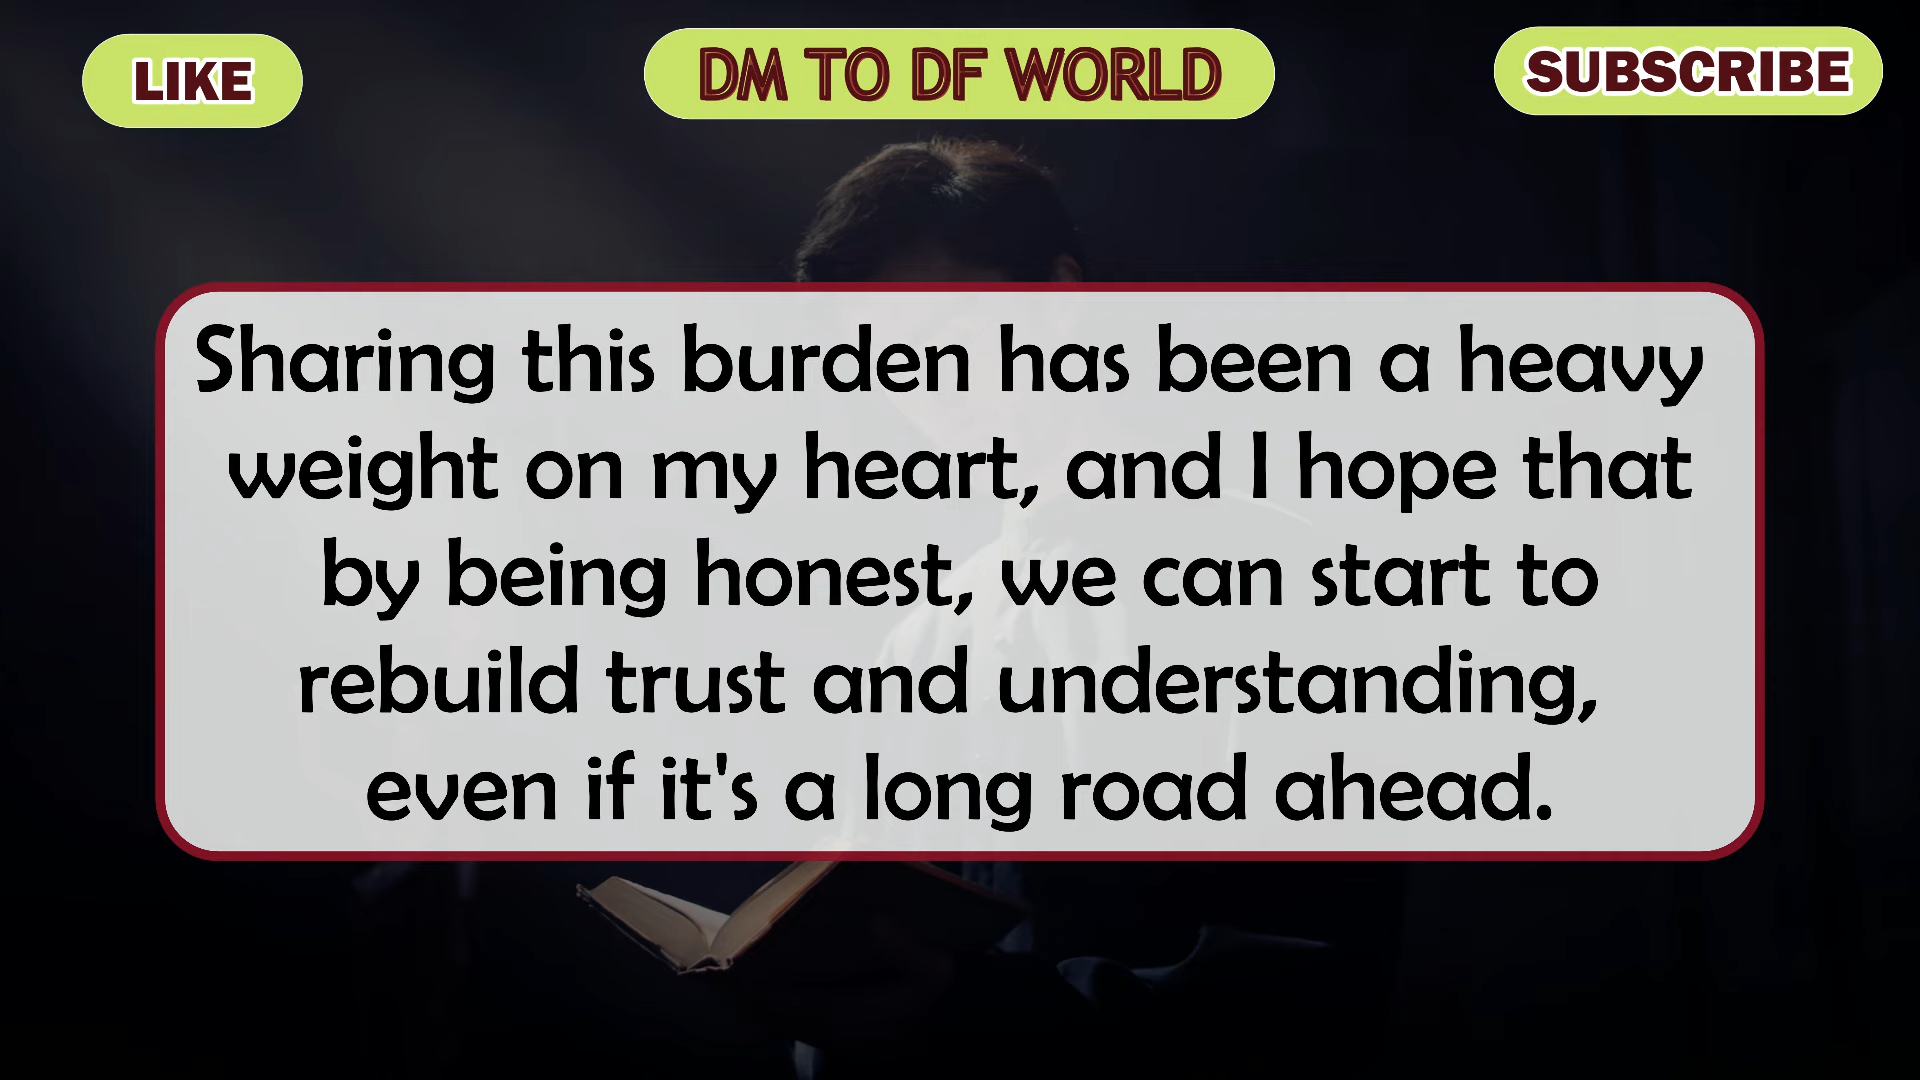 LIKE
DM TO DF WORLD
SUBSCRIBE
Sharing this burden has been a heavy
weight on my heart, and I hope that
by being honest, we can start to
rebuild trust and understanding,
even if it's a long road ahead.